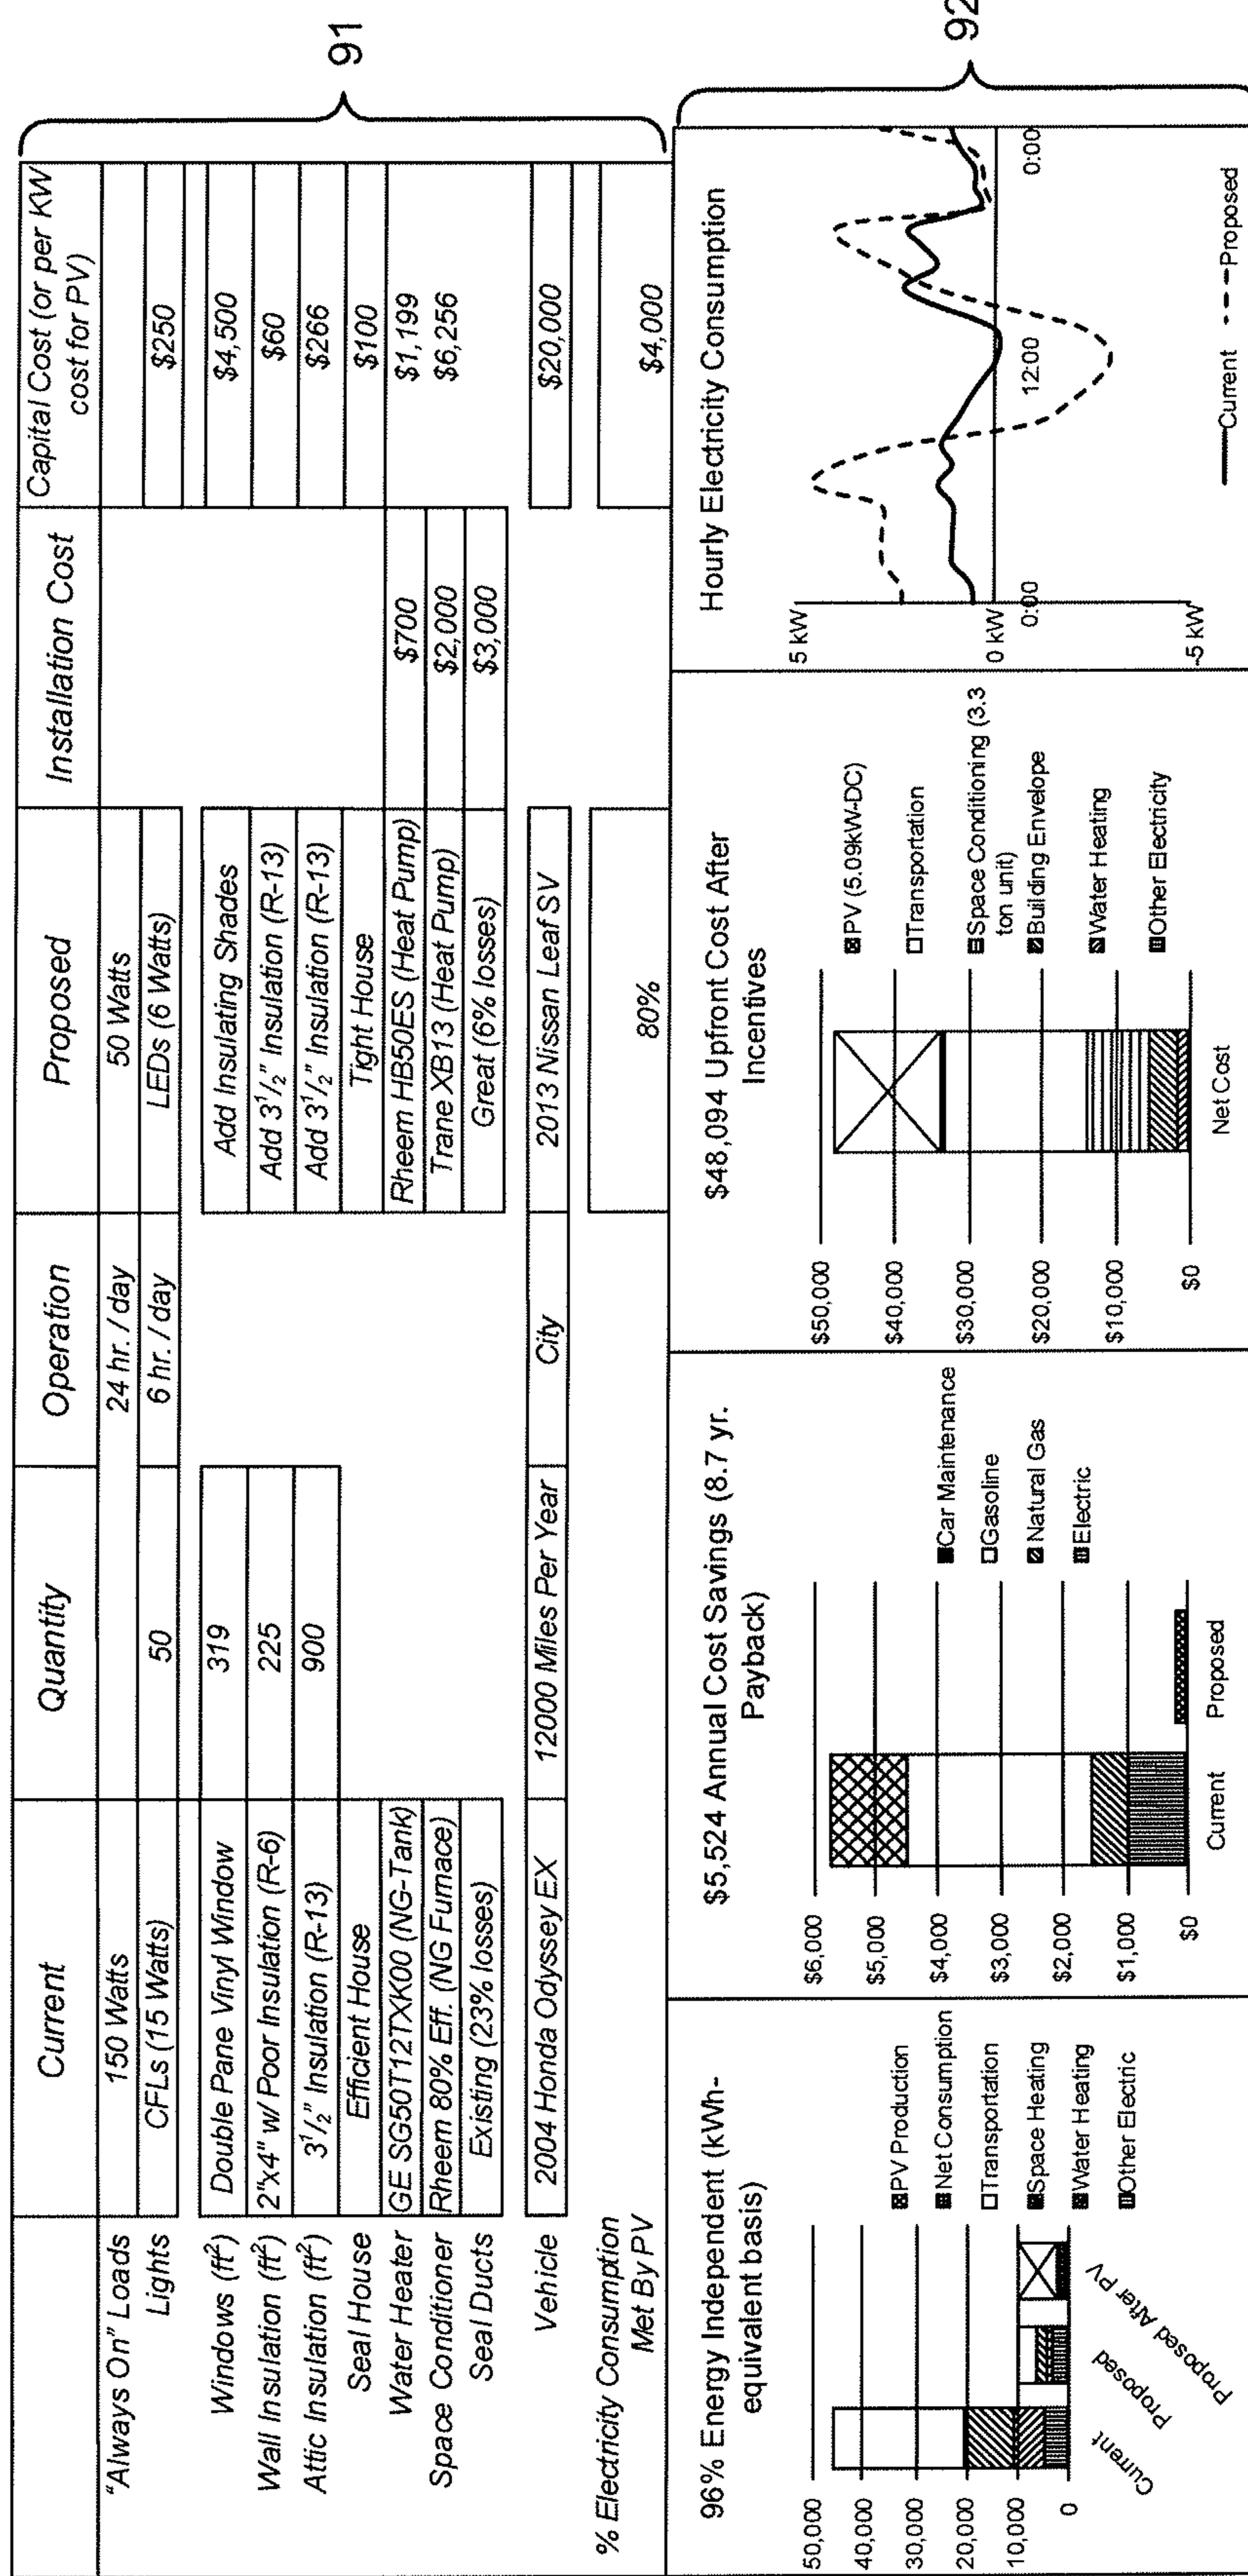 Current Quantity Operation Proposed Installation Cost Capital Cost (or per KW
cost for PV)
"Always On" Loads 150 Watts 24 hr. / day 50 Watts
Lights CFLs (15 Watts) 50 6 hr. / day LEDs (6 Watts) $250
Windows (ft²) Double Pane Vinyl Window 319 Add Insulating Shades $4,500
Wall Insulation (ft²) 2"x4" w/ Poor Insulation (R-6) 225 Add 3¹/₂" Insulation (R-13) $60
Attic Insulation (ft²) 3¹/₂" Insulation (R-13) 900 Add 3¹/₂" Insulation (R-13) $266
Seal House Efficient House Tight House $100
Water Heater GE SG50T12TXK00 (NG-Tank) Rheem HB50ES (Heat Pump) $700 $1,199
Space Conditioner Rheem 80% Eff. (NG Furnace) Trane XB13 (Heat Pump) $2,000 $6,256
Seal Ducts Existing (23% losses) Great (6% losses) $3,000
Vehicle 2004 Honda Odyssey EX 12000 Miles Per Year City 2013 Nissan Leaf SV $20,000
% Electricity Consumption
Met By PV 80% $4,000
91
96% Energy Independent (kWh-
equivalent basis)
50,000
40,000
30,000
20,000
10,000
0
Current
Proposed
Proposed After PV
PV Production
Net Consumption
Transportation
Space Heating
Water Heating
Other Electric
$5,524 Annual Cost Savings (8.7 yr.
Payback)
$6,000
$5,000
$4,000
$3,000
$2,000
$1,000
$0
Current Proposed
Car Maintenance
Gasoline
Natural Gas
Electric
$48,094 Upfront Cost After
Incentives
$50,000
$40,000
$30,000
$20,000
$10,000
$0
Net Cost
PV (5.09kW-DC)
Transportation
Space Conditioning (3.3
ton unit)
Building Envelope
Water Heating
Other Electricity
Hourly Electricity Consumption
5 kW
0 kW
-5 kW
0:00 12:00 0:00
Current Proposed
92